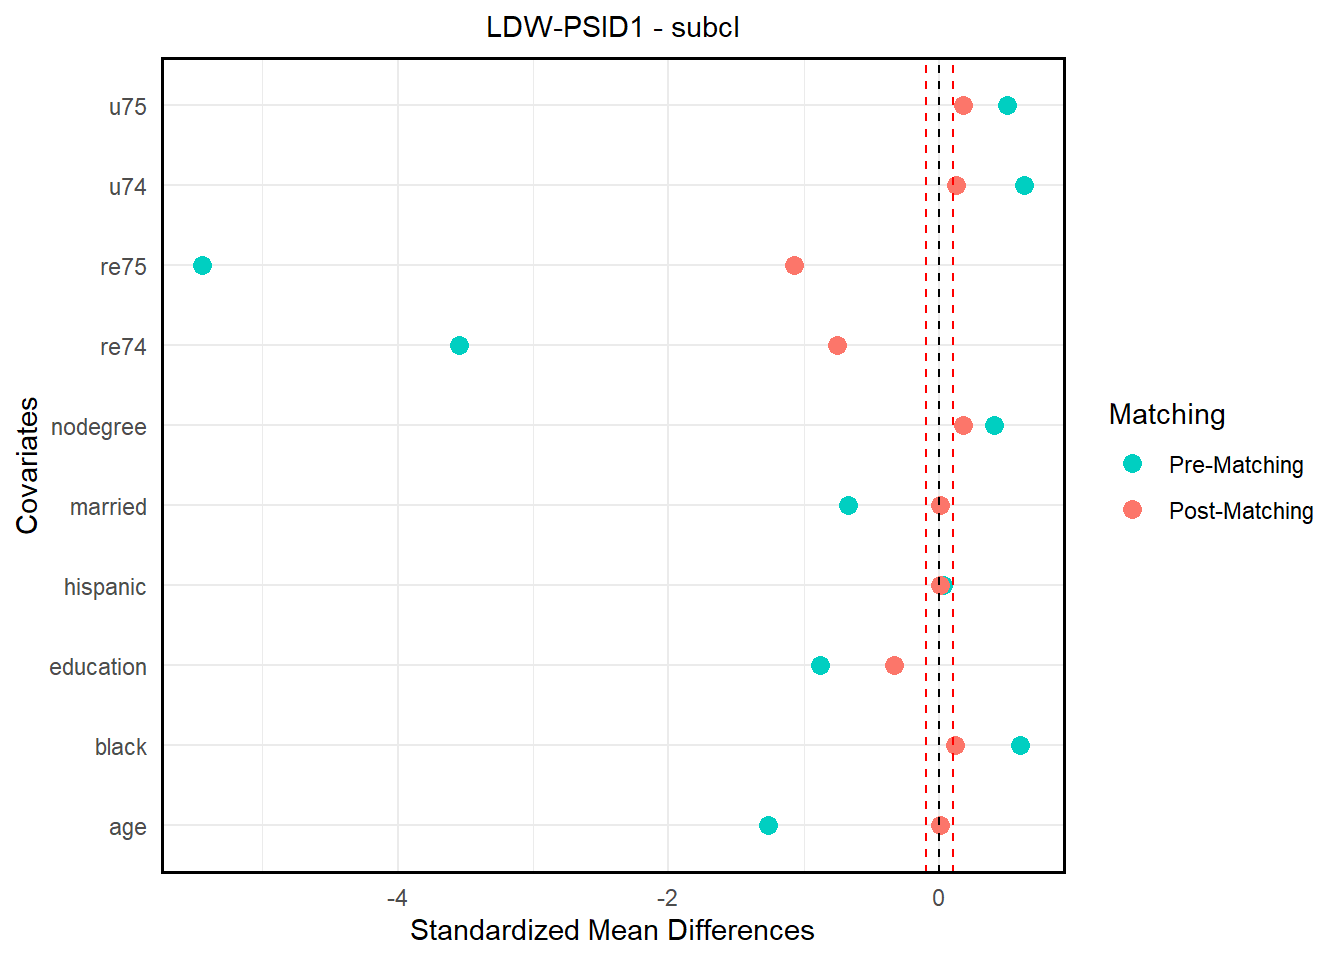 LDW-PSID1 - subcl
u75
u74
re75
re74
nodegree
married
hispanic
education
black
age
Covariates
-4
-2
0
Standardized Mean Differences
Matching
Pre-Matching
Post-Matching